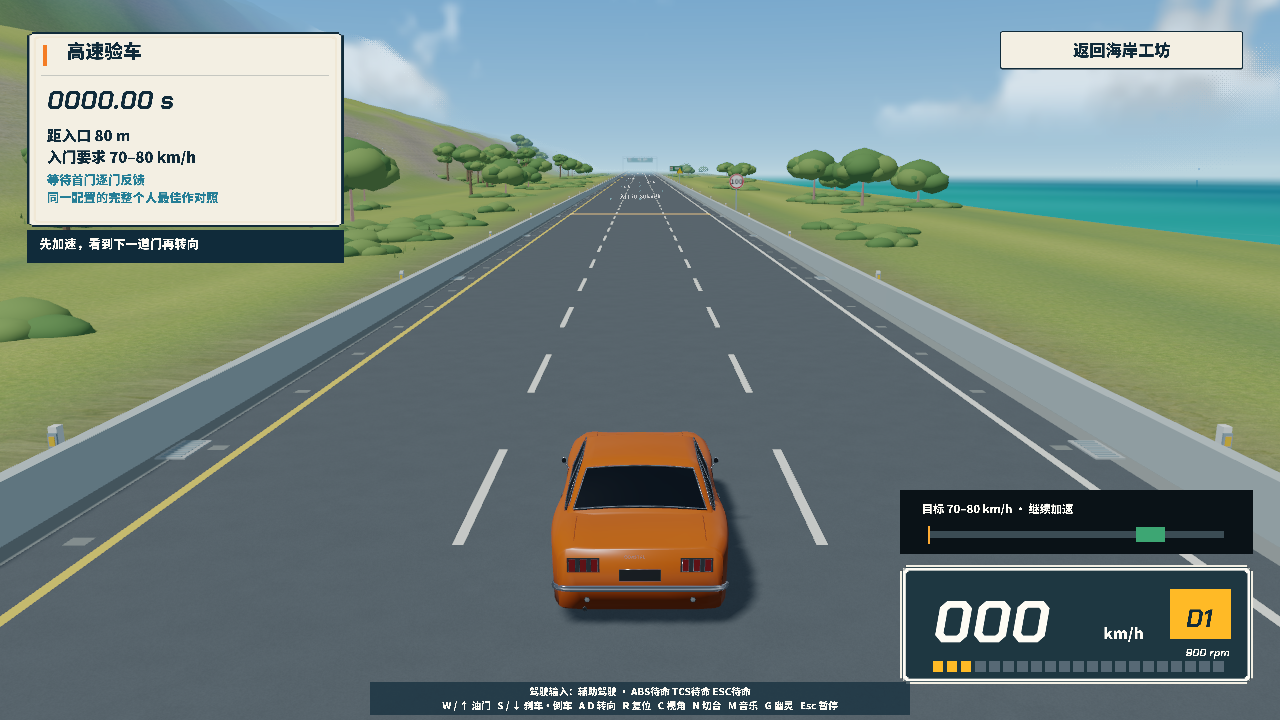 高速验车
0000.00 s
距入口 80 m
入门要求 70–80 km/h
等待首门逐门反馈
同一配置的完整个人最佳作对照
先加速，看到下一道门再转向
返回海岸工坊
100
目标 70–80 km/h · 继续加速
000 km/h
D1
900 rpm
驾驶输入：辅助驾驶 · ABS待命 TCS待命 ESC待命
W / ↑ 油门 S / ↓ 刹车·倒车 A D 转向 R 复位 C 视角 N 切台 M 音乐 G 幽灵 Esc 暂停